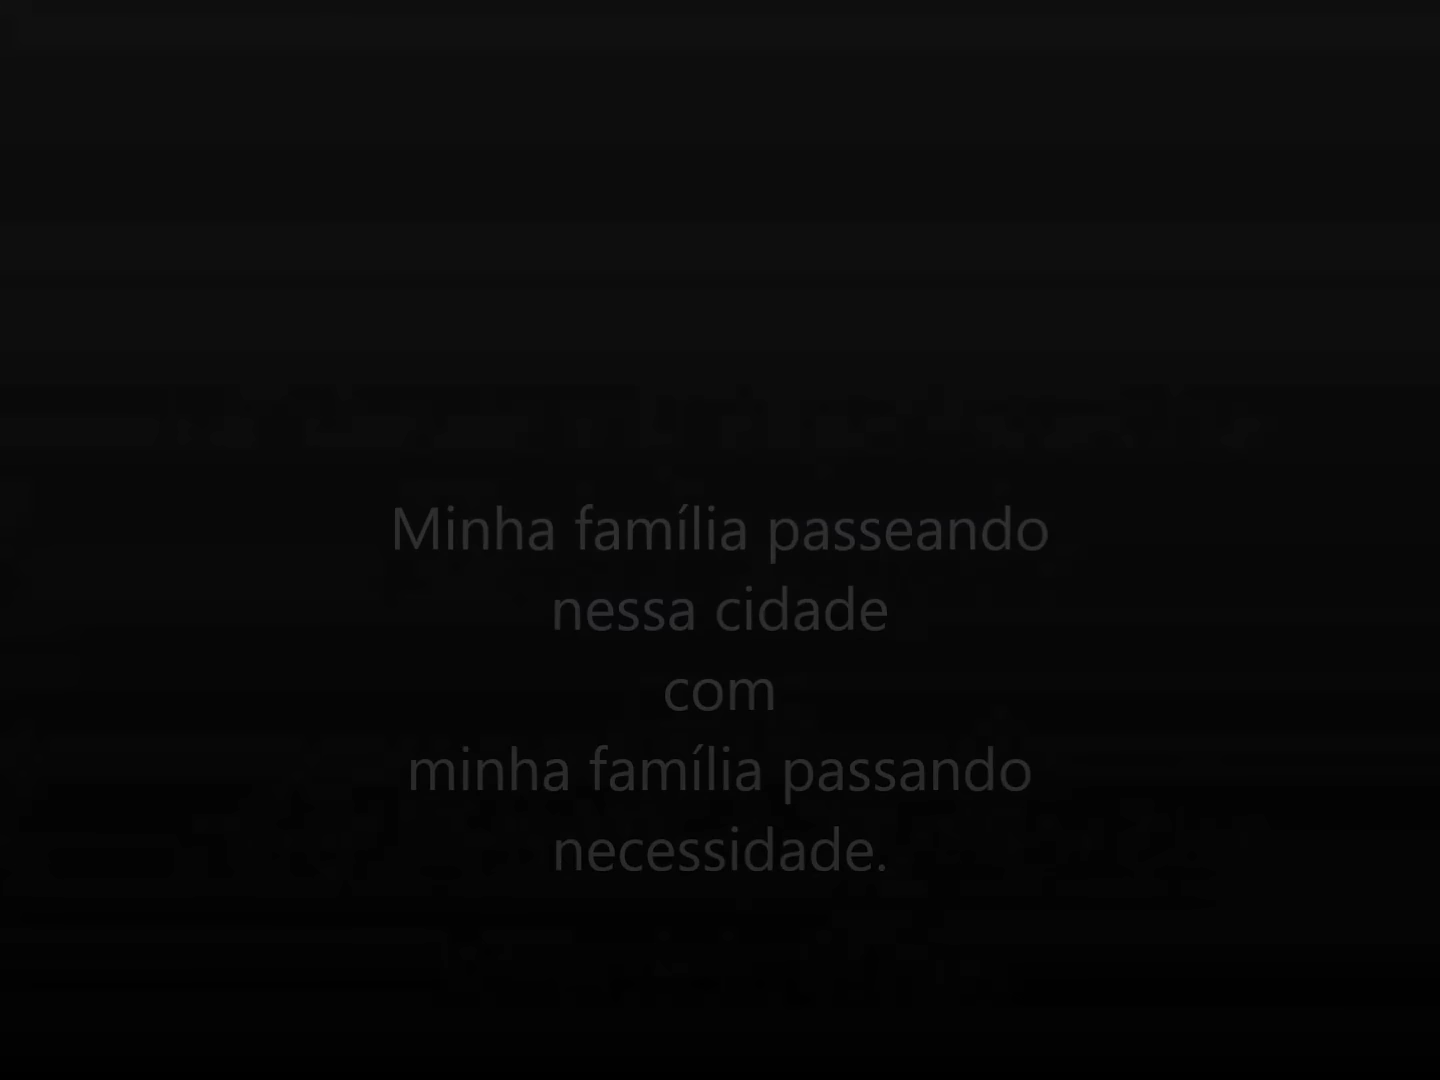 Minha família passeando
nessa cidade
com
minha família passando
necessidade.